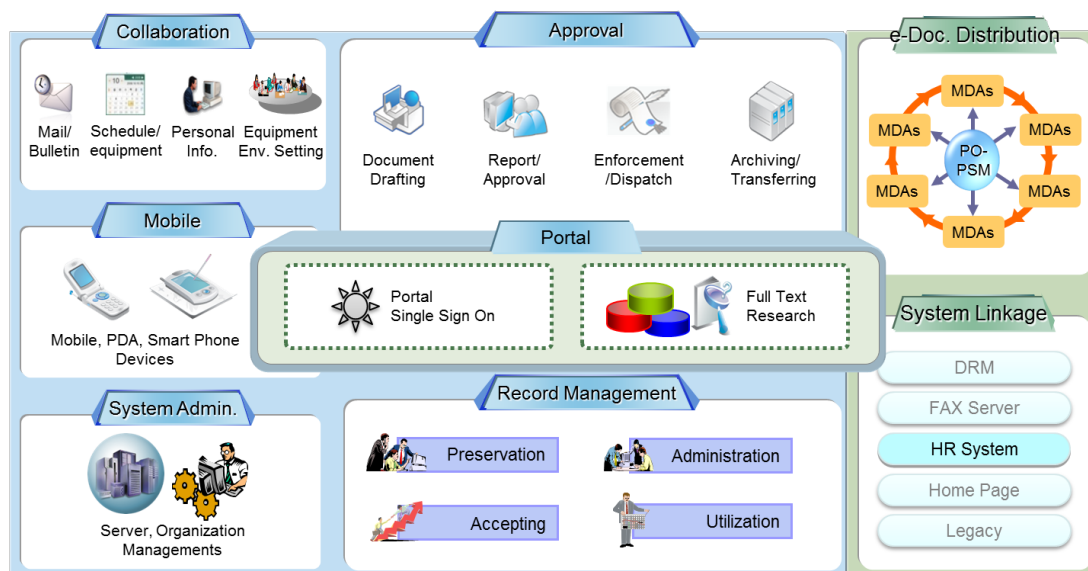 Collaboration
Mail/
Bulletin
Schedule/
equipment
Personal
Info.
Equipment
Env. Setting
Approval
Document
Drafting
Report/
Approval
Enforcement
/Dispatch
Archiving/
Transferring
e-Doc. Distribution
MDAs
MDAs
MDAs
PO-
PSM
MDAs
MDAs
MDAs
Mobile
Mobile, PDA, Smart Phone
Devices
Portal
Portal
Single Sign On
Full Text
Research
System Linkage
DRM
FAX Server
HR System
Home Page
Legacy
System Admin.
Server, Organization
Managements
Record Management
Preservation
Administration
Accepting
Utilization